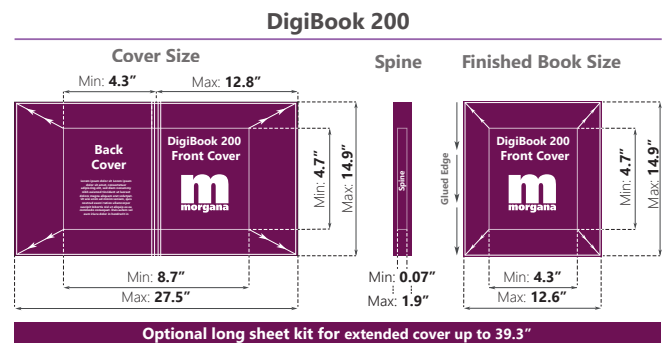 DigiBook 200
Cover Size
Spine
Finished Book Size
Min: 4.3”
Max: 12.8”
Back
Cover
DigiBook 200
Front Cover
m
morgana
Min: 4.7”
Max: 14.9”
Min: 8.7”
Max: 27.5”
Spine
Min: 0.07”
Max: 1.9”
Glued Edge
DigiBook 200
Front Cover
m
morgana
Min: 4.7”
Max: 14.9”
Min: 4.3”
Max: 12.6”
Optional long sheet kit for extended cover up to 39.3”